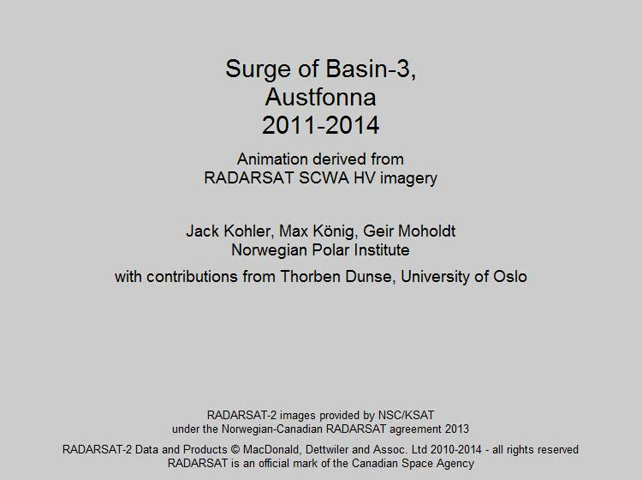 Surge of Basin-3,
Austfonna
2011-2014
Animation derived from
RADARSAT SCWA HV imagery
Jack Kohler, Max König, Geir Moholdt
Norwegian Polar Institute
with contributions from Thorben Dunse, University of Oslo
RADARSAT-2 images provided by NSC/KSAT
under the Norwegian-Canadian RADARSAT agreement 2013
RADARSAT-2 Data and Products © MacDonald, Dettwiler and Assoc. Ltd 2010-2014 - all rights reserved
RADARSAT is an official mark of the Canadian Space Agency